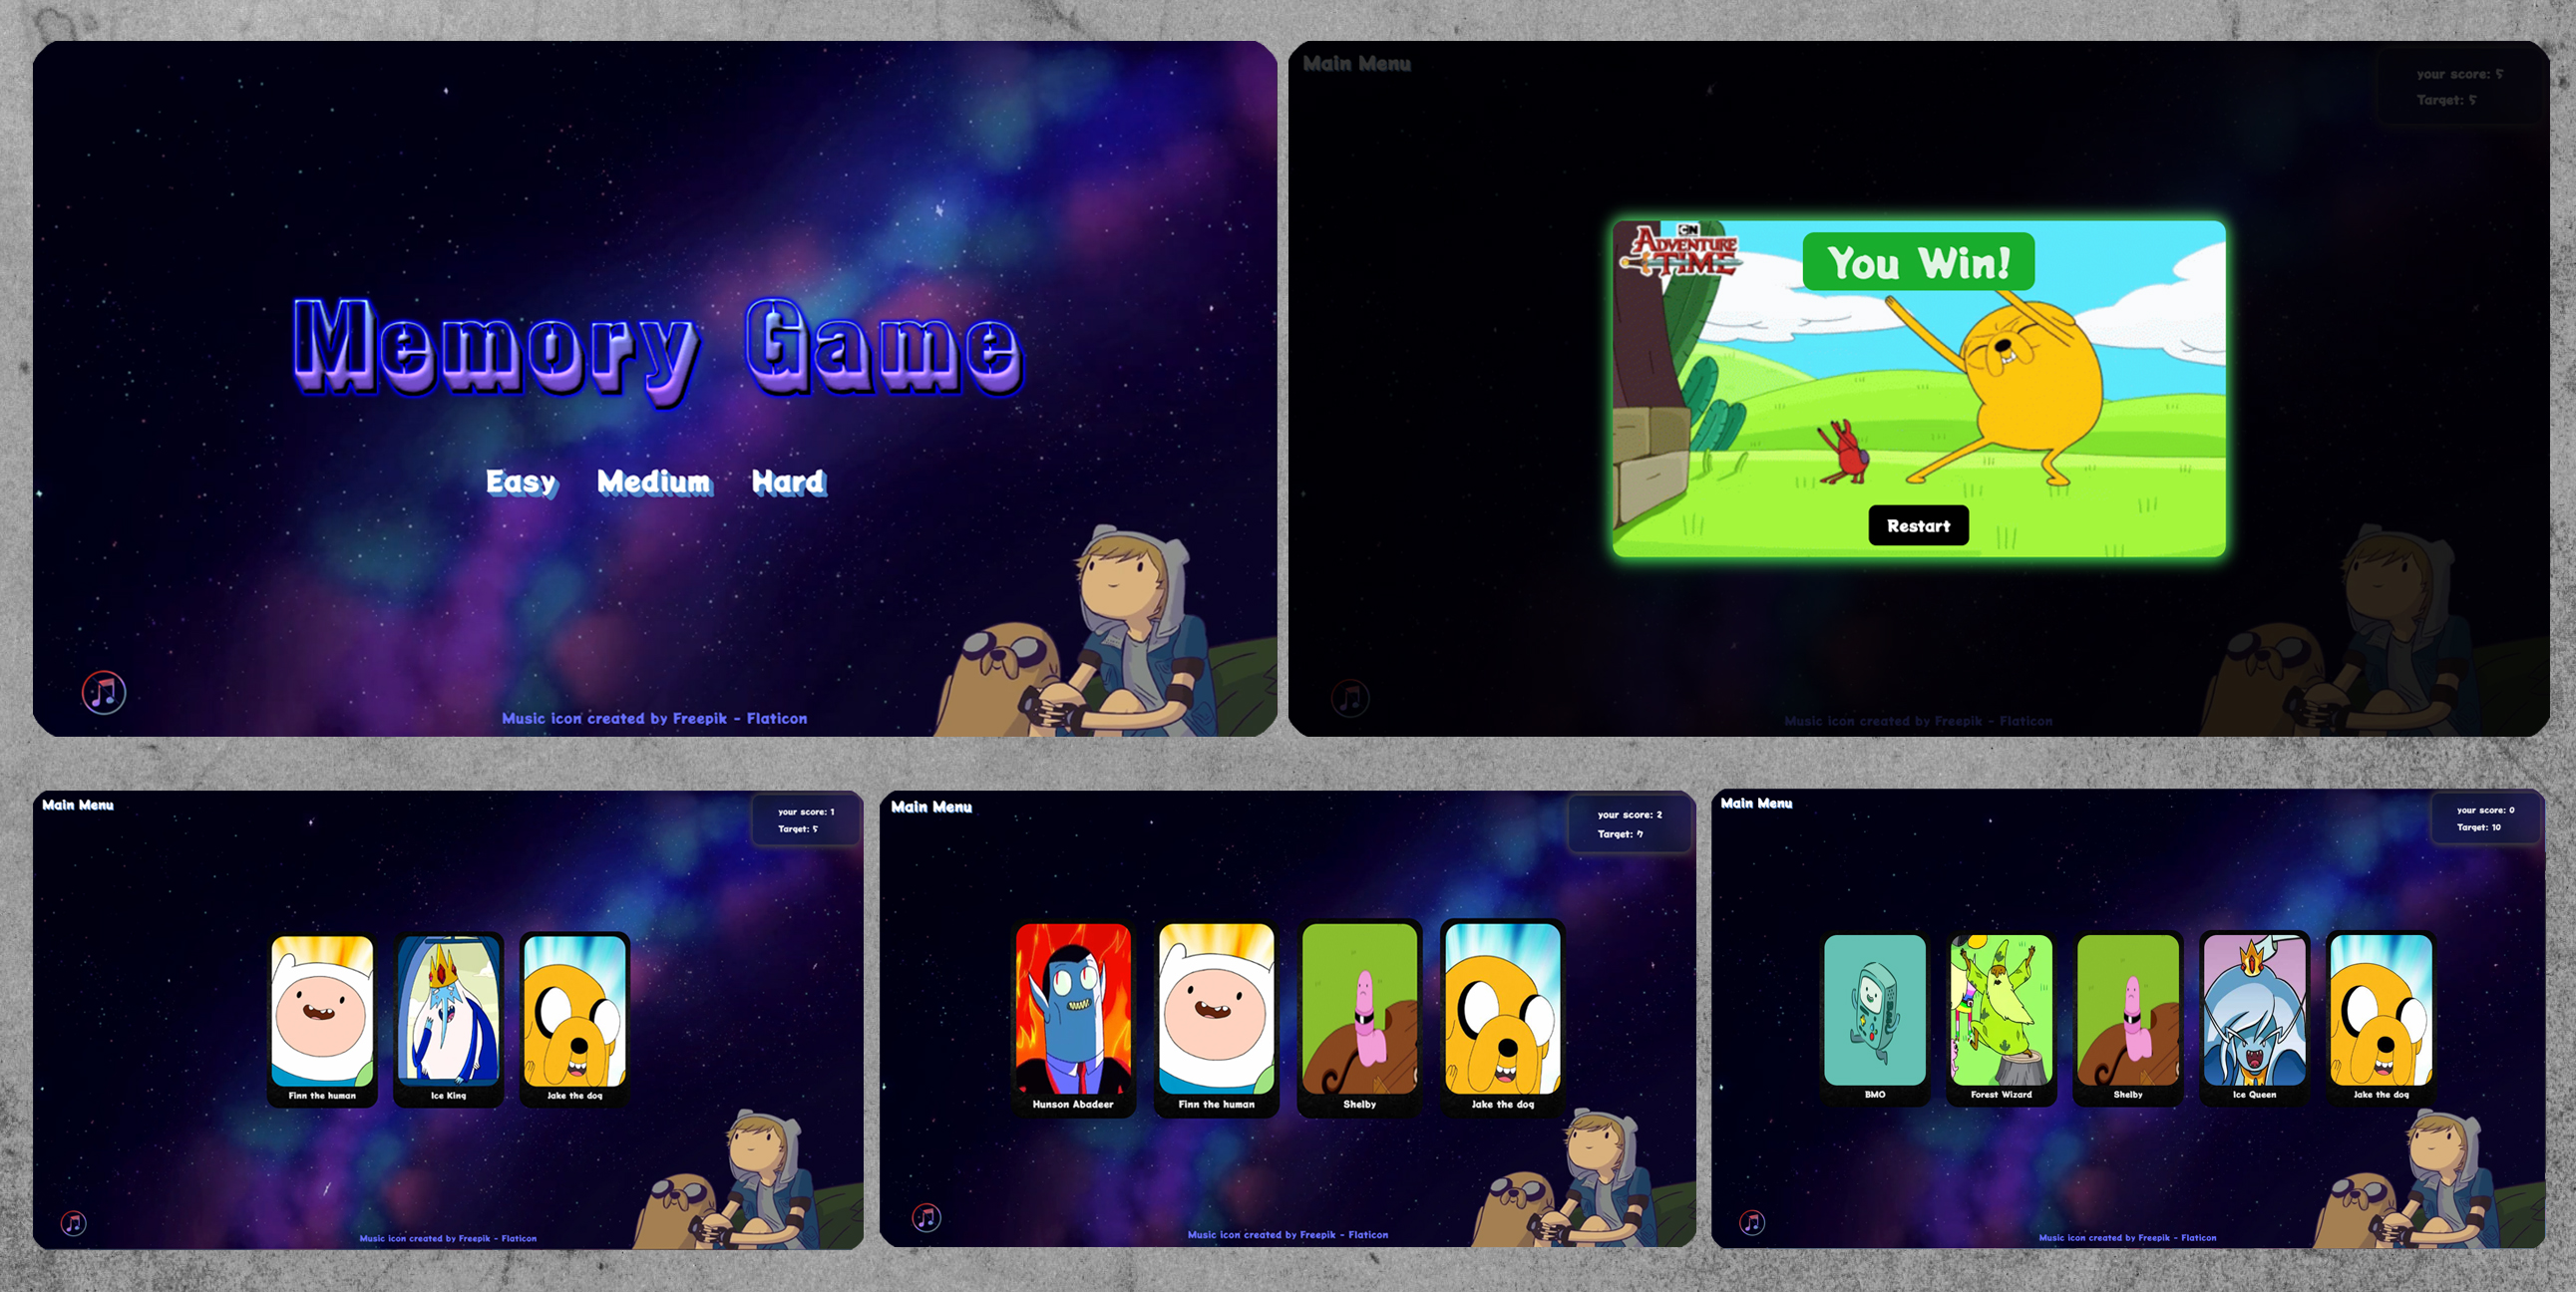 Memory Game
Easy Medium Hard
Music icon created by Freepik - Flaticon
Main Menu
your score: 5
Target: 5
CN
ADVENTURE
TIME
You Win!
Restart
Music icon created by Freepik - Flaticon
Main Menu
your score: 1
Target: 5
Finn the human
Ice King
Jake the dog
Music icon created by Freepik - Flaticon
Main Menu
your score: 2
Target: 7
Hunson Abadeer
Finn the human
Shelby
Jake the dog
Music icon created by Freepik - Flaticon
Main Menu
your score: 0
Target: 10
BMO
Forest Wizard
Shelby
Ice Queen
Jake the dog
Music icon created by Freepik - Flaticon